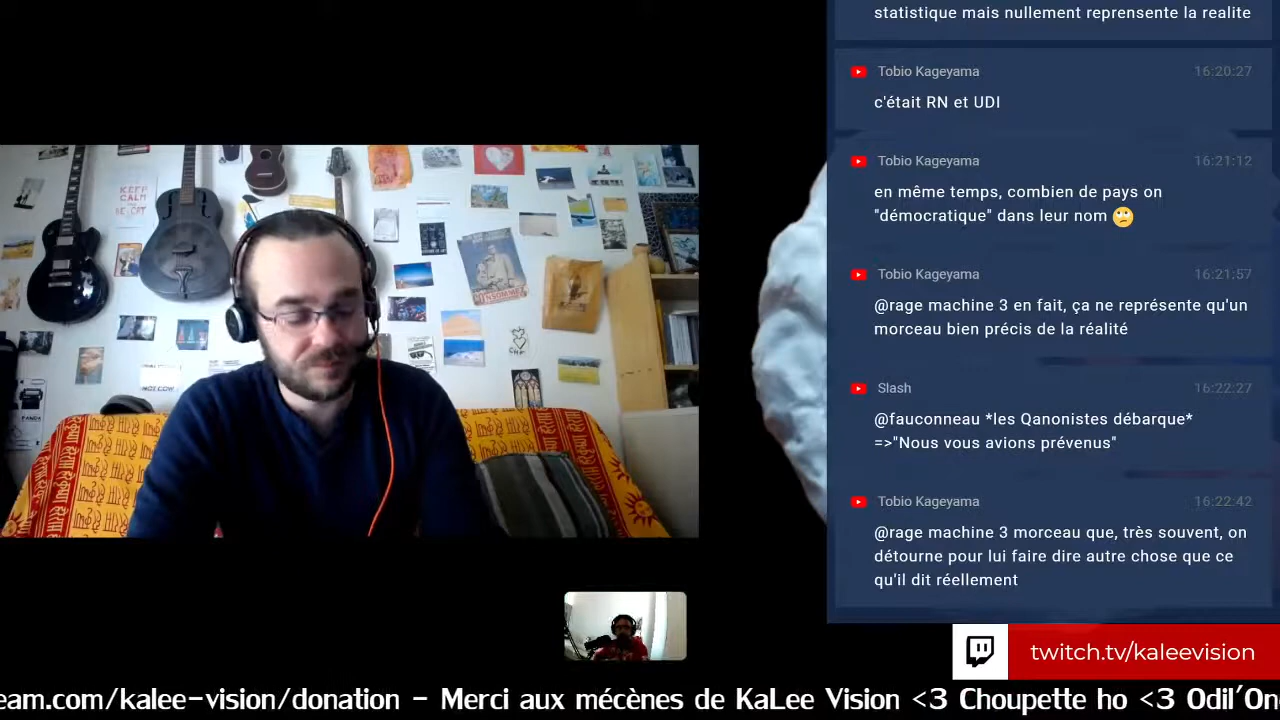 statistique mais nullement reprensente la realite
Tobio Kageyama 16:20:27
c'était RN et UDI
Tobio Kageyama 16:21:12
en même temps, combien de pays on
"démocratique" dans leur nom 🙄
Tobio Kageyama 16:21:57
@rage machine 3 en fait, ça ne représente qu'un
morceau bien précis de la réalité
Slash 16:22:27
@fauconneau *les Qanonistes débarque*
=>"Nous vous avions prévenus"
Tobio Kageyama 16:22:42
@rage machine 3 morceau que, très souvent, on
détourne pour lui faire dire autre chose que ce
qu'il dit réellement
KEEP
CALM
twitch.tv/kaleevision
eam.com/kalee-vision/donation - Merci aux mécènes de KaLee Vision <3 Choupette ho <3 Odil'On